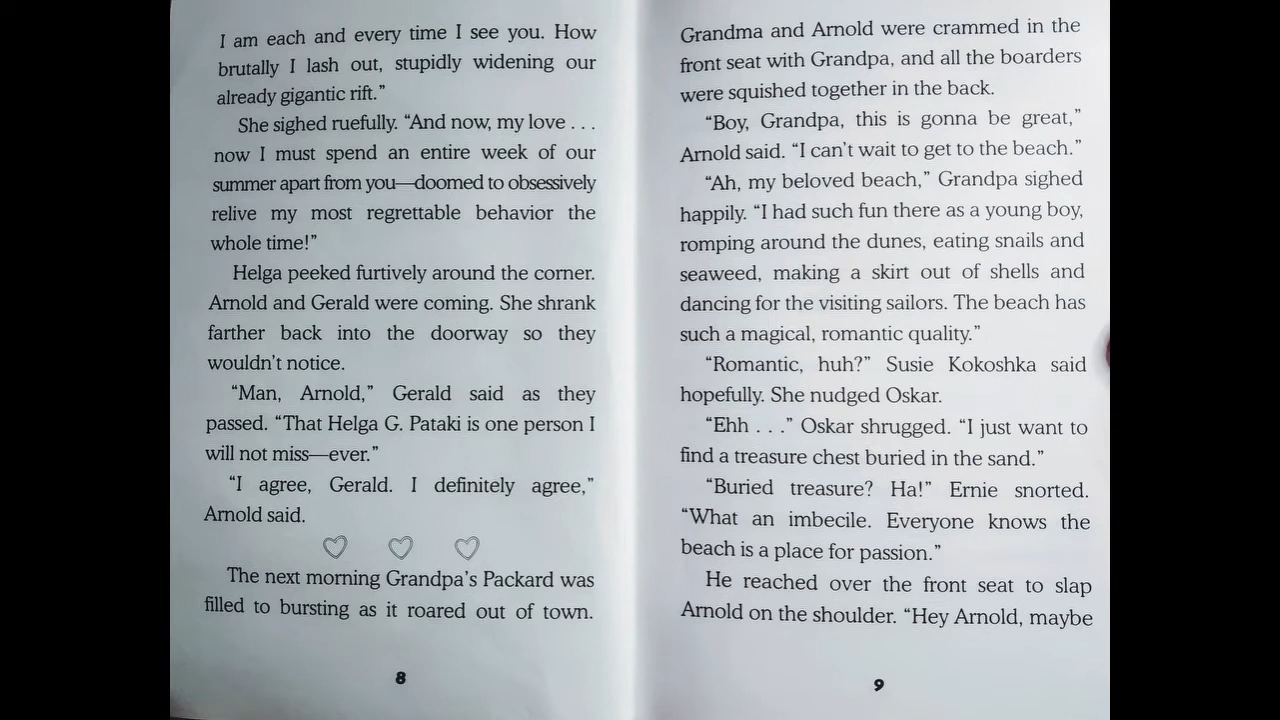 I am each and every time I see you. How
brutally I lash out, stupidly widening our
already gigantic rift.”
She sighed ruefully. “And now, my love . . .
now I must spend an entire week of our
summer apart from you—doomed to obsessively
relive my most regrettable behavior the
whole time!”
Helga peeked furtively around the corner.
Arnold and Gerald were coming. She shrank
farther back into the doorway so they
wouldn’t notice.
“Man, Arnold,” Gerald said as they
passed. “That Helga G. Pataki is one person I
will not miss—ever.”
“I agree, Gerald. I definitely agree,”
Arnold said.
The next morning Grandpa’s Packard was
filled to bursting as it roared out of town.
8
Grandma and Arnold were crammed in the
front seat with Grandpa, and all the boarders
were squished together in the back.
“Boy, Grandpa, this is gonna be great,”
Arnold said. “I can’t wait to get to the beach.”
“Ah, my beloved beach,” Grandpa sighed
happily. “I had such fun there as a young boy,
romping around the dunes, eating snails and
seaweed, making a skirt out of shells and
dancing for the visiting sailors. The beach has
such a magical, romantic quality.”
“Romantic, huh?” Susie Kokoshka said
hopefully. She nudged Oskar.
“Ehh . . .” Oskar shrugged. “I just want to
find a treasure chest buried in the sand.”
“Buried treasure? Ha!” Ernie snorted.
“What an imbecile. Everyone knows the
beach is a place for passion.”
He reached over the front seat to slap
Arnold on the shoulder. “Hey Arnold, maybe
9